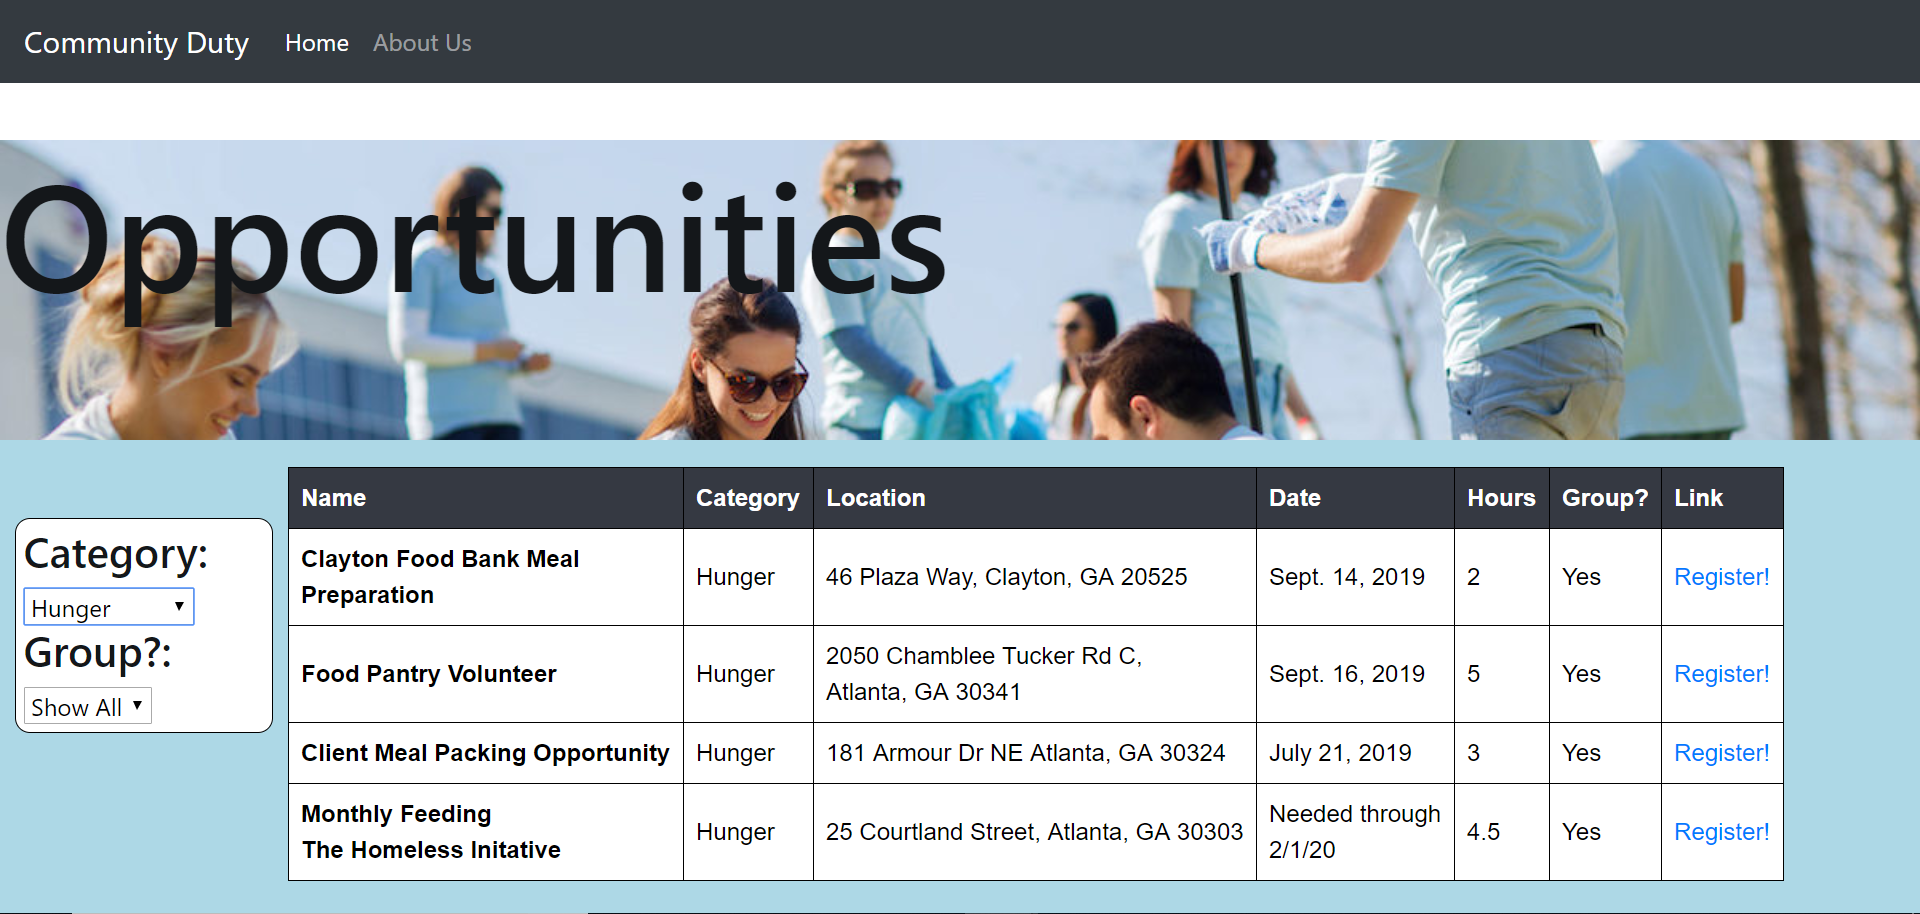 Community Duty Home About Us
Opportunities
Category:
Hunger
Group?:
Show All
Name Category Location Date Hours Group? Link
Clayton Food Bank Meal
Preparation
Hunger 46 Plaza Way, Clayton, GA 20525 Sept. 14, 2019 2 Yes Register!
Food Pantry Volunteer Hunger
2050 Chamblee Tucker Rd C,
Atlanta, GA 30341
Sept. 16, 2019 5 Yes Register!
Client Meal Packing Opportunity Hunger 181 Armour Dr NE Atlanta, GA 30324 July 21, 2019 3 Yes Register!
Monthly Feeding
The Homeless Initative
Hunger 25 Courtland Street, Atlanta, GA 30303
Needed through
2/1/20
4.5 Yes Register!